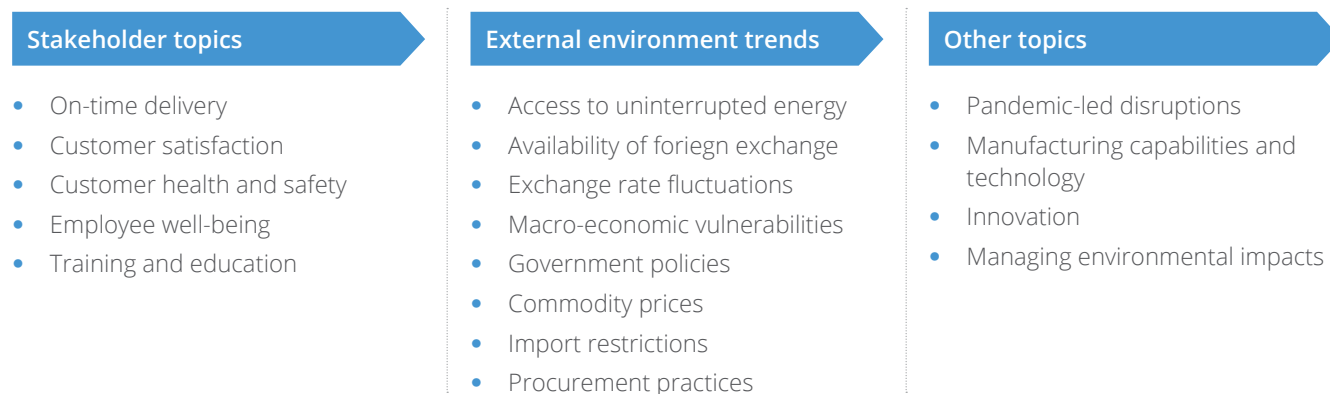 Stakeholder topics
• On-time delivery
• Customer satisfaction
• Customer health and safety
• Employee well-being
• Training and education
External environment trends
• Access to uninterrupted energy
• Availability of foriegn exchange
• Exchange rate fluctuations
• Macro-economic vulnerabilities
• Government policies
• Commodity prices
• Import restrictions
• Procurement practices
Other topics
• Pandemic-led disruptions
• Manufacturing capabilities and
technology
• Innovation
• Managing environmental impacts